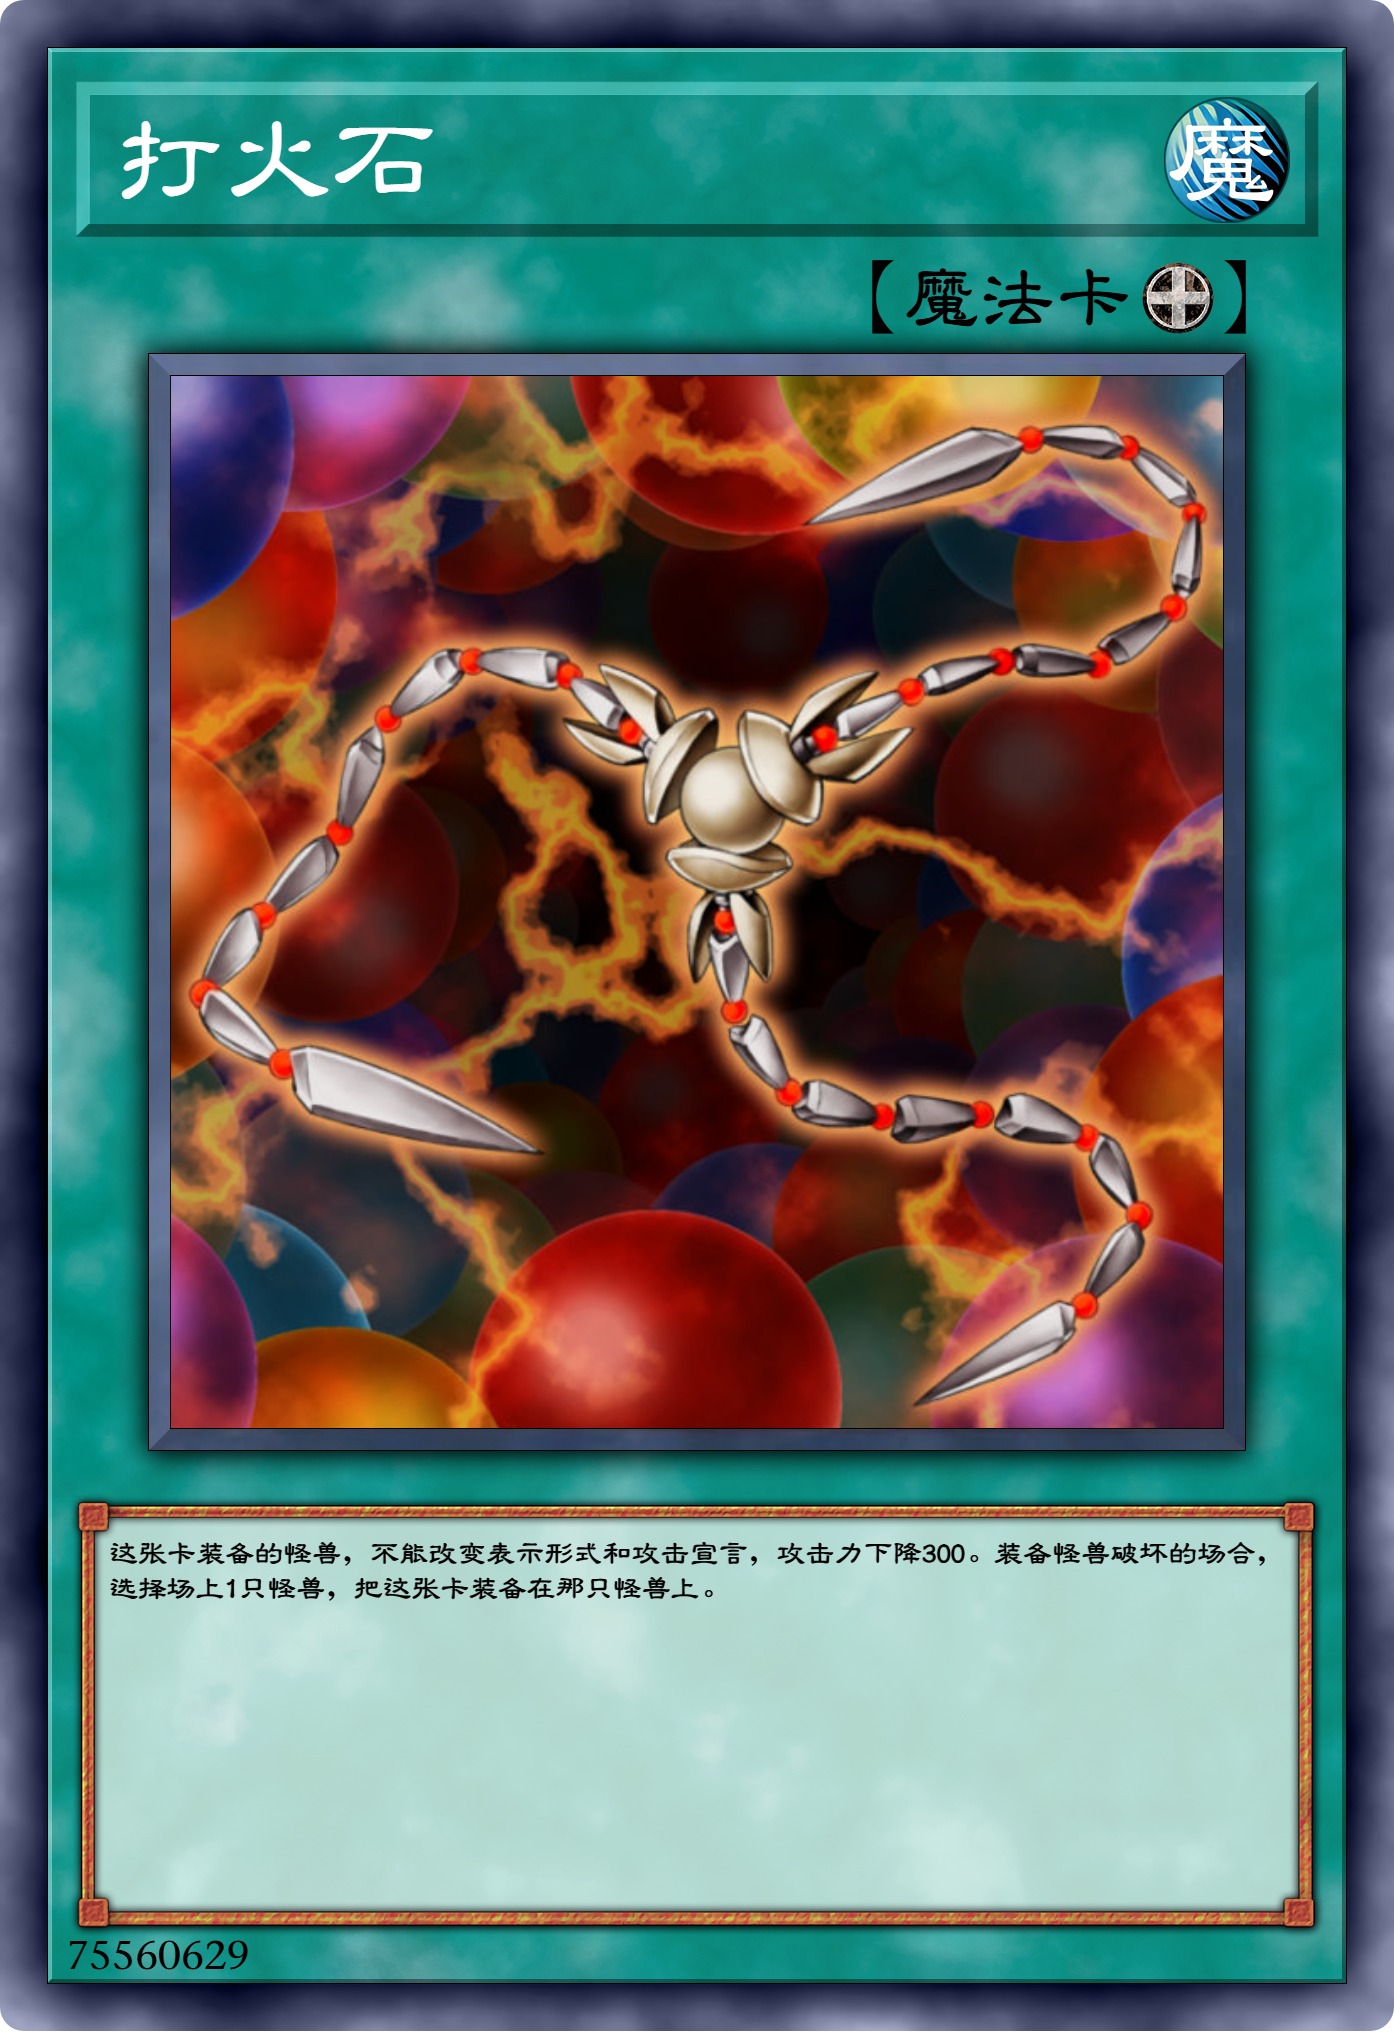 打火石
魔
【魔法卡】
这张卡装备的怪兽，不能改变表示形式和攻击宣言，攻击力下降300。装备怪兽破坏的场合，
选择场上1只怪兽，把这张卡装备在那只怪兽上。
75560629